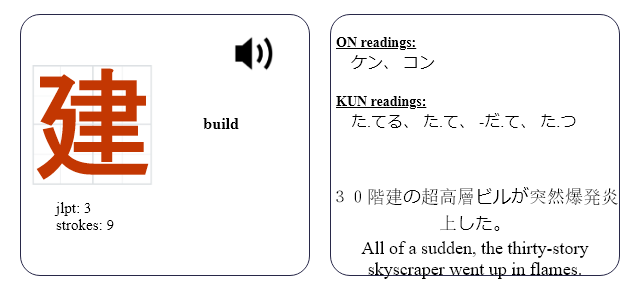 建
build
jlpt: 3
strokes: 9
ON readings:
ケン、 コン
KUN readings:
た.てる、 た.て、 -だ.て、 た.つ
３０階建の超高層ビルが突然爆発炎
上した。
All of a sudden, the thirty-story
skyscraper went up in flames.